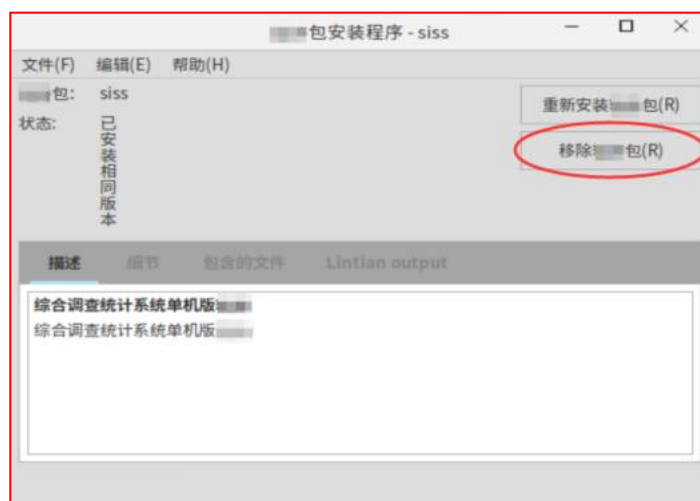 包安装程序 - siss
文件(F) 编辑(E) 帮助(H)
包: siss
重新安装 包(R)
状态: 已安装相同版本
移除 包(R)
描述 细节 包含的文件 Lintian output
综合调查统计系统单机版
综合调查统计系统单机版